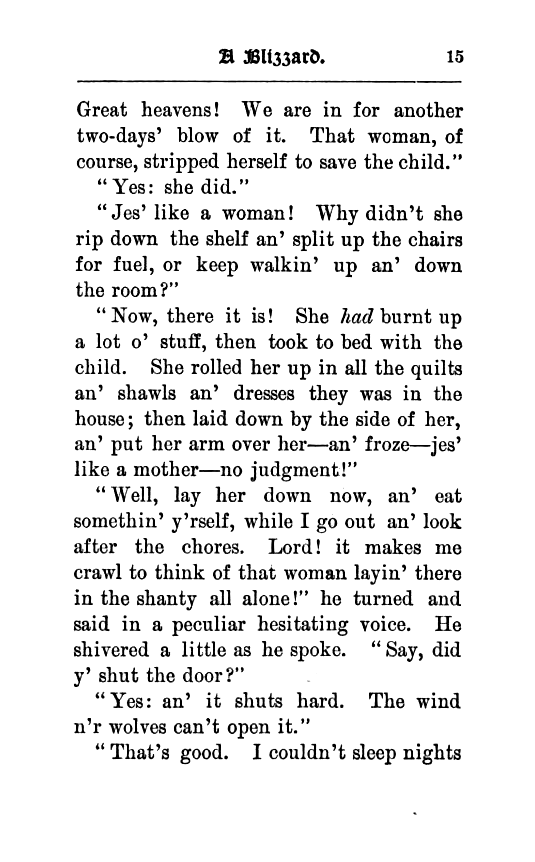 A Blizzard. 15
Great heavens! We are in for another
two-days' blow of it. That woman, of
course, stripped herself to save the child."
"Yes: she did."
"Jes' like a woman! Why didn't she
rip down the shelf an' split up the chairs
for fuel, or keep walkin' up an' down
the room?"
"Now, there it is! She had burnt up
a lot o' stuff, then took to bed with the
child. She rolled her up in all the quilts
an' shawls an' dresses they was in the
house; then laid down by the side of her,
an' put her arm over her—an' froze—jes'
like a mother—no judgment!"
"Well, lay her down now, an' eat
somethin' y'rself, while I go out an' look
after the chores. Lord! it makes me
crawl to think of that woman layin' there
in the shanty all alone!" he turned and
said in a peculiar hesitating voice. He
shivered a little as he spoke. "Say, did
y' shut the door?"
"Yes: an' it shuts hard. The wind
n'r wolves can't open it."
"That's good. I couldn't sleep nights